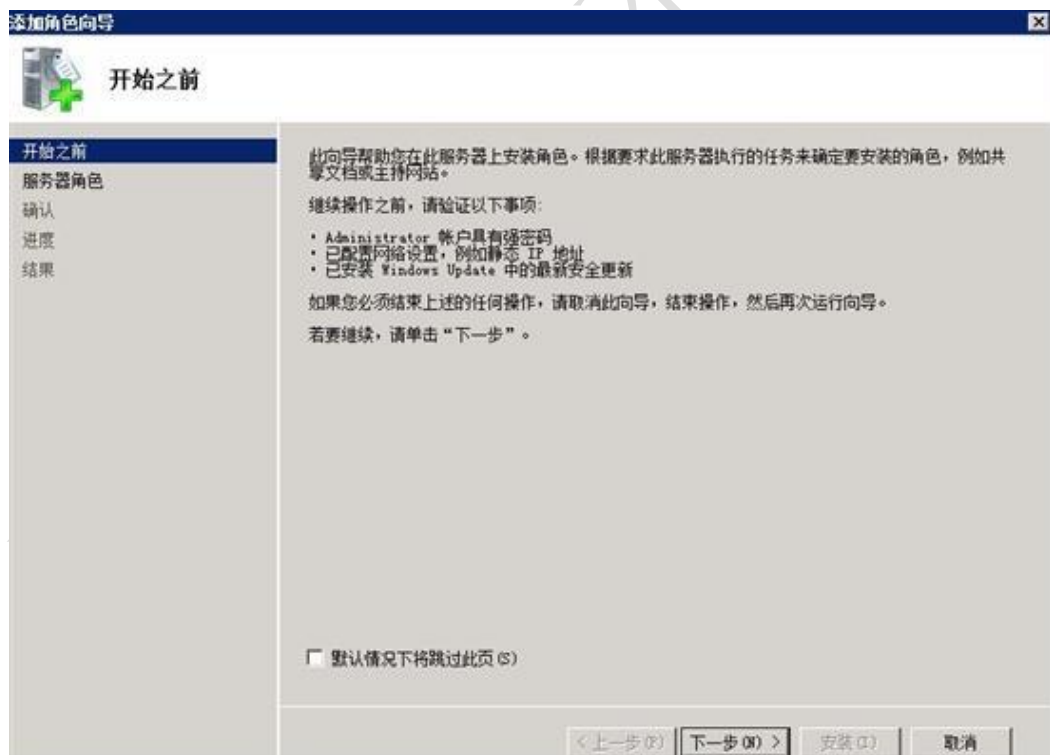 添加角色向导
开始之前
开始之前
服务器角色
确认
进度
结果
此向导帮助您在此服务器上安装角色。根据要求此服务器执行的任务来确定要安装的角色，例如共
享文档或主持网站。
继续操作之前，请验证以下事项:
• Administrator 帐户具有强密码
• 已配置网络设置，例如静态 IP 地址
• 已安装 Windows Update 中的最新安全更新
如果您必须结束上述的任何操作，请取消此向导，结束操作，然后再次运行向导。
若要继续，请单击“下一步”。
默认情况下将跳过此页(S)
< 上一步(P) 下一步(N) > 安装(I) 取消